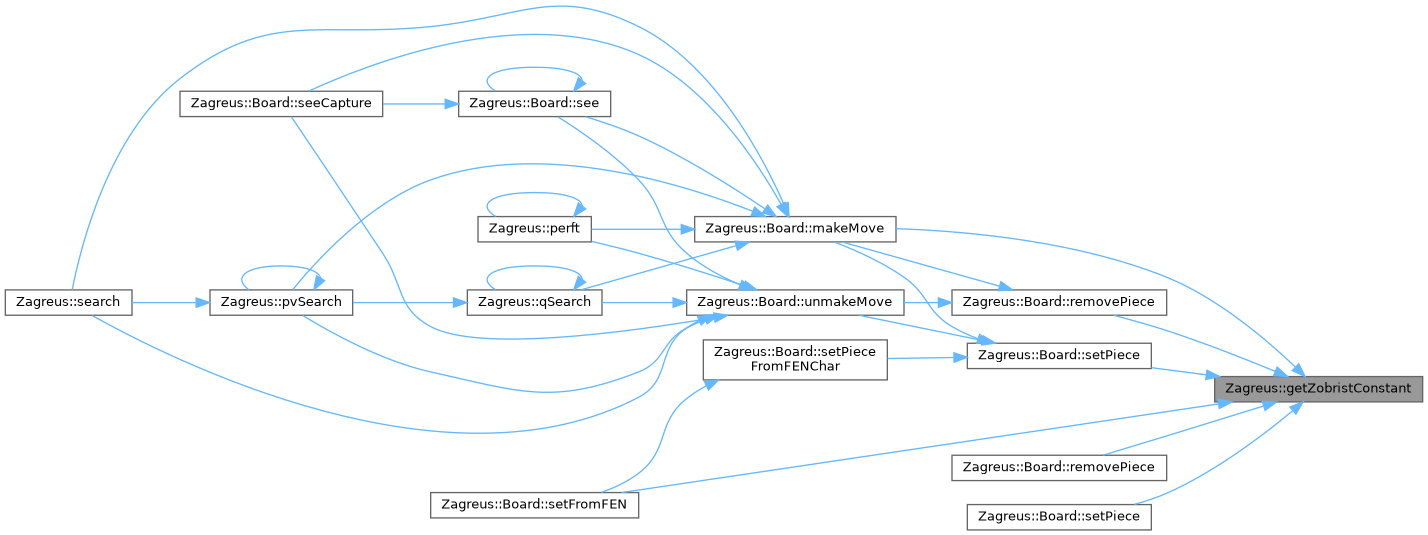 Zagreus::Board::seeCapture
Zagreus::Board::see
Zagreus::perft
Zagreus::Board::makeMove
Zagreus::search
Zagreus::pvSearch
Zagreus::qSearch
Zagreus::Board::unmakeMove
Zagreus::Board::removePiece
Zagreus::Board::setPiece
FromFENChar
Zagreus::Board::setPiece
Zagreus::getZobristConstant
Zagreus::Board::removePiece
Zagreus::Board::setFromFEN
Zagreus::Board::setPiece